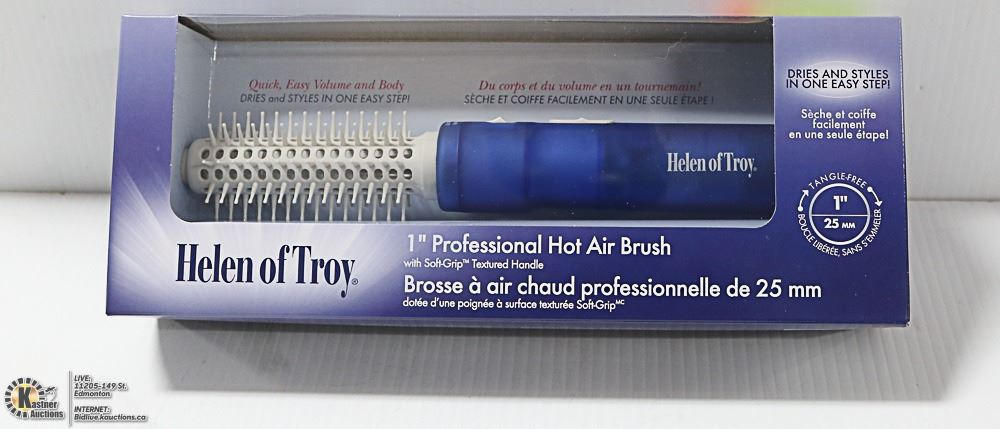 Quick, Easy Volume and Body
DRIES and STYLES IN ONE EASY STEP!
Du corps et du volume en un tournemain!
SÈCHE ET COIFFE FACILEMENT EN UNE SEULE ÉTAPE !
DRIES AND STYLES
IN ONE EASY STEP!
Sèche et coiffe
facilement
en une seule étape!
Helen of Troy®
TANGLE-FREE
1"
25 MM
BOUCLE LIBÉRÉE, SANS S'EMMÊLER
Helen of Troy®
1" Professional Hot Air Brush
with Soft-Grip™ Textured Handle
Brosse à air chaud professionnelle de 25 mm
dotée d'une poignée à surface texturée Soft-Grip MC
Kastner
Auctions
LIVE:
11205-149 St.
Edmonton
INTERNET:
Bidlive.kauctions.ca